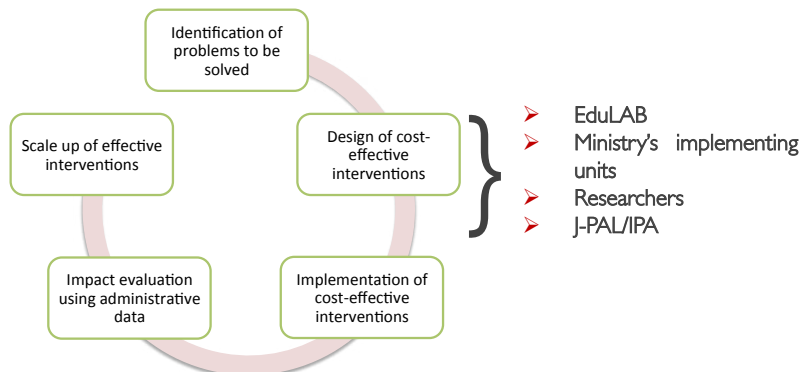 Identification of
problems to be
solved
Design of cost-
effective
interventions
Implementation of
cost-effective
interventions
Impact evaluation
using administrative
data
Scale up of effective
interventions
EduLAB
Ministry's implementing
units
Researchers
J-PAL/IPA